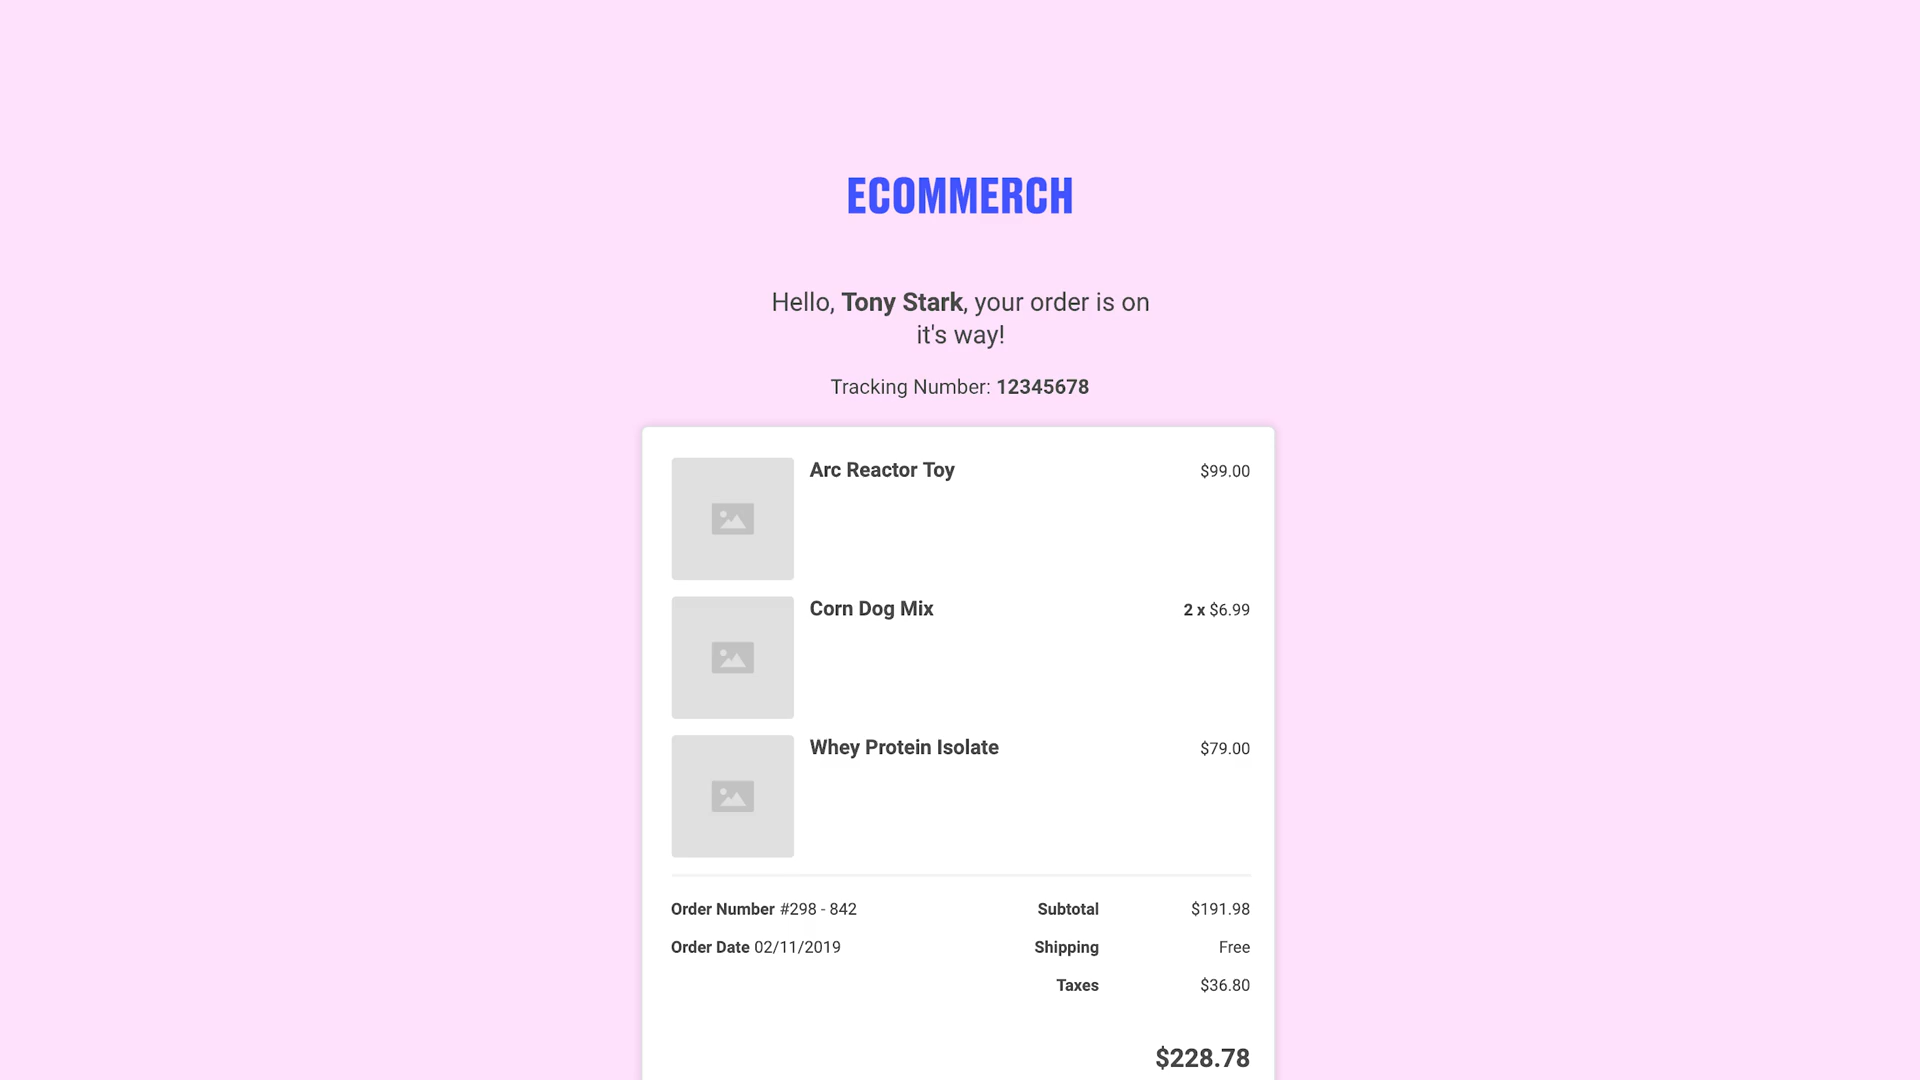 ECOMMERCH
Hello, Tony Stark, your order is on
it's way!
Tracking Number: 12345678
Arc Reactor Toy $99.00
Corn Dog Mix 2 x $6.99
Whey Protein Isolate $79.00
Order Number #298 - 842 Subtotal $191.98
Order Date 02/11/2019 Shipping Free
Taxes $36.80
$228.78